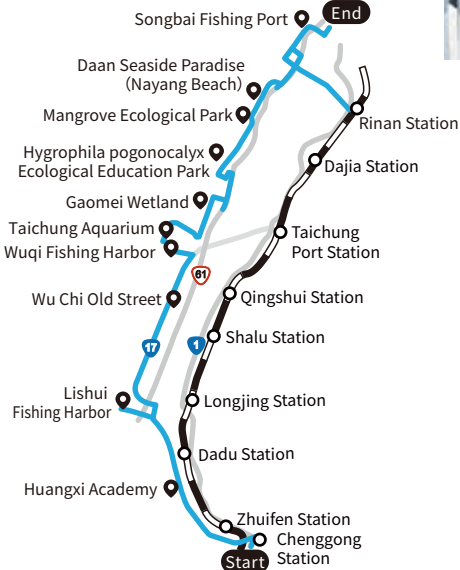 End
Songbai Fishing Port
Daan Seaside Paradise
(Nayang Beach)
Mangrove Ecological Park
Rinan Station
Hygrophila pogonocalyx
Ecological Education Park
Dajia Station
Gaomei Wetland
Taichung Aquarium
Taichung
Port Station
Wuqi Fishing Harbor
61
Qingshui Station
Wu Chi Old Street
17
1
Shalu Station
Lishui
Fishing Harbor
Longjing Station
Dadu Station
Huangxi Academy
Zhuifen Station
Chenggong
Station
Start